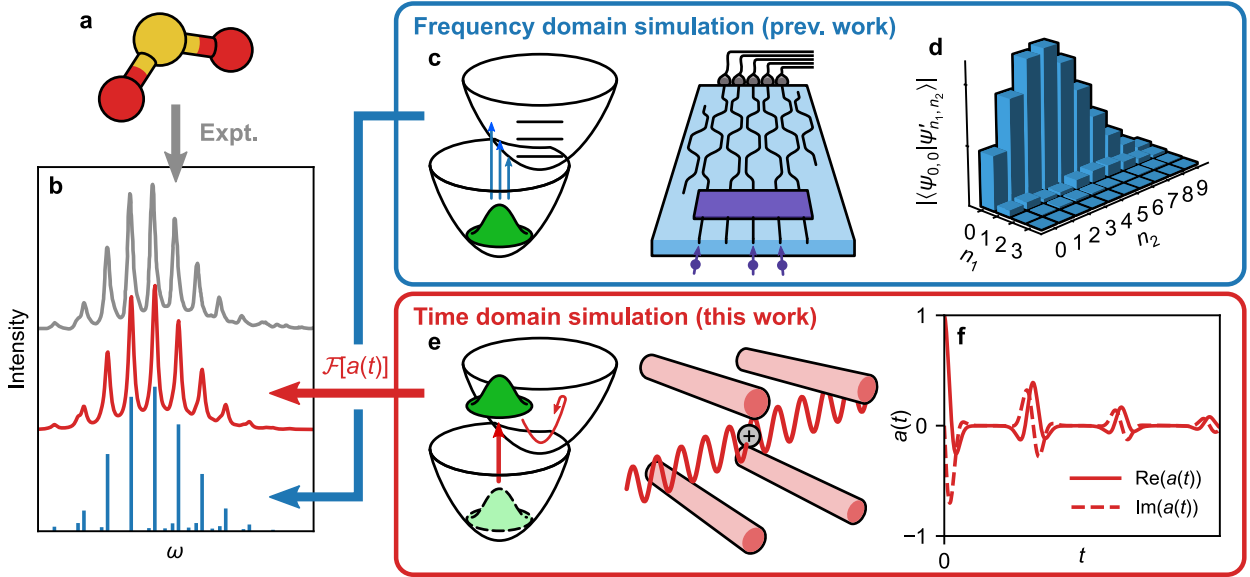 a
Expt.
b
Intensity
ω
Frequency domain simulation (prev. work)
c
d
|⟨ψ0,0|ψ′n1, n2⟩|
0 1 2 3
n1
0 1 2 3 4 5 6 7 8 9
n2
Time domain simulation (this work)
ℱ[a(t)]
e
+
f
1
0
−1
a(t)
Re(a(t))
Im(a(t))
0
t